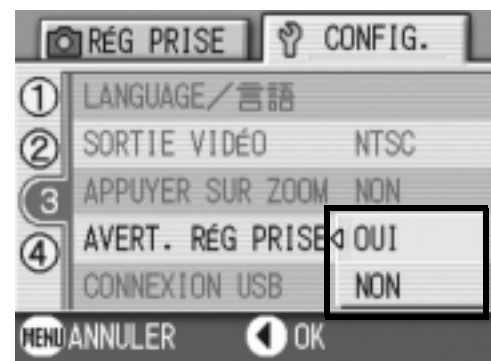 RÉG PRISE CONFIG.
1 LANGUAGE/言語
2 SORTIE VIDÉO NTSC
3 APPUYER SUR ZOOM NON
AVERT. RÉG PRISE OUI
4
CONNEXION USB NON
MENU ANNULER OK